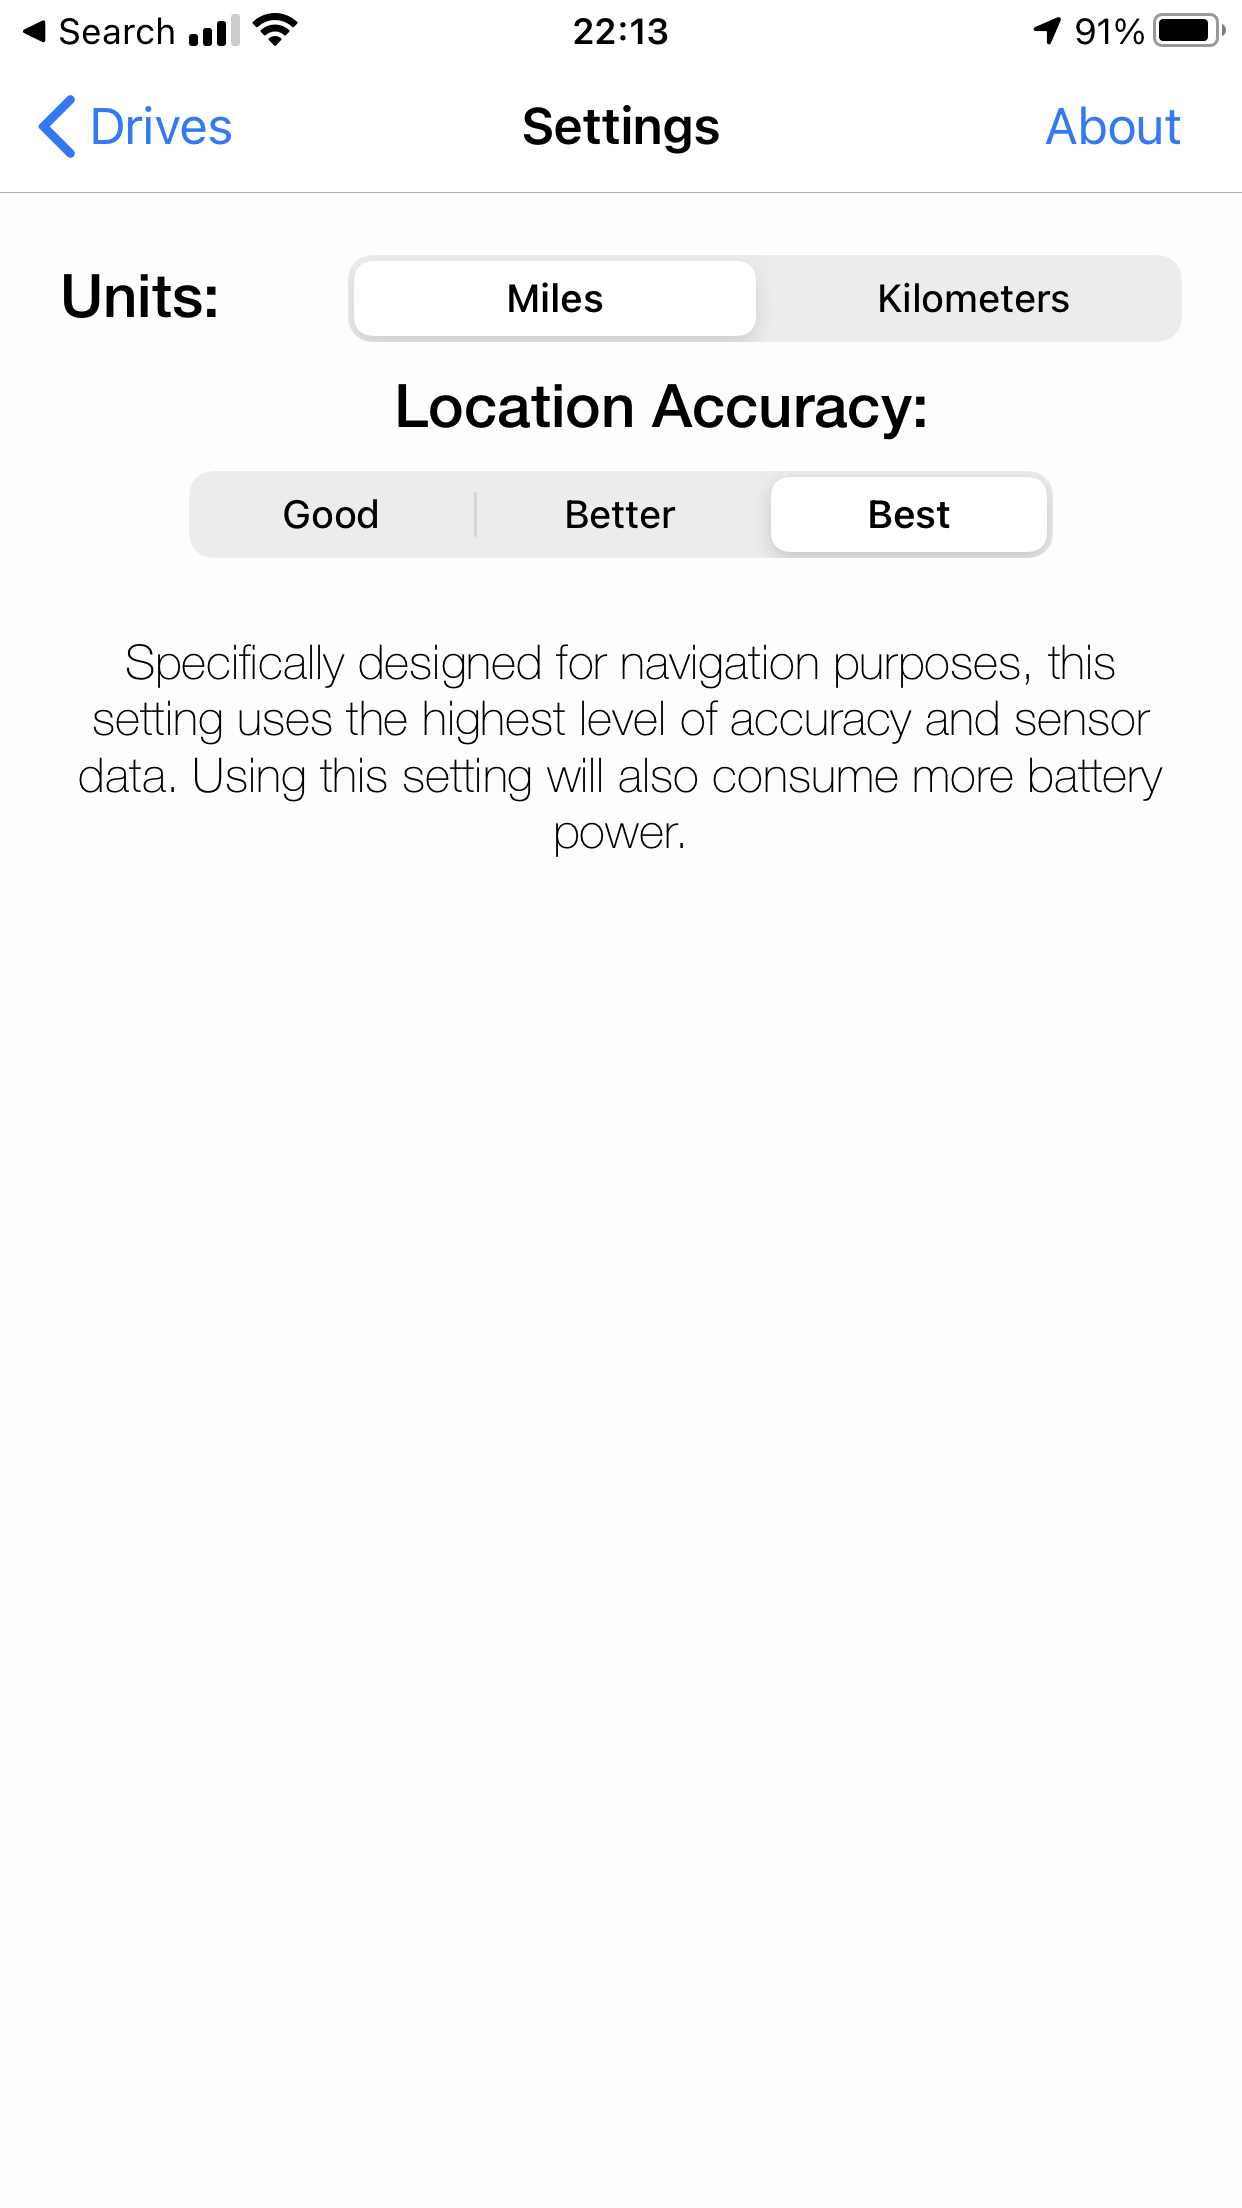 Search 22:13 91%
Drives Settings About
Units: Miles Kilometers
Location Accuracy:
Good Better Best
Specifically designed for navigation purposes, this
setting uses the highest level of accuracy and sensor
data. Using this setting will also consume more battery
power.